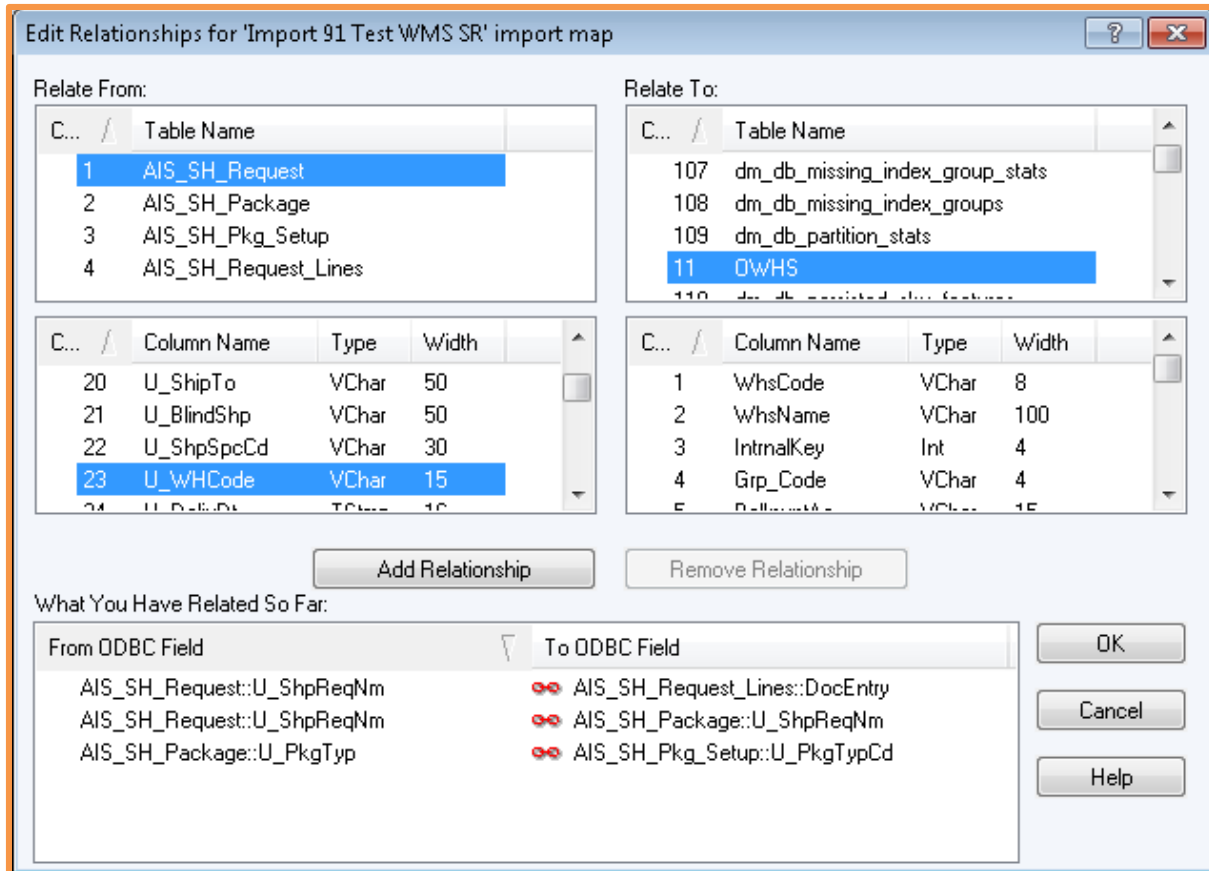 Edit Relationships for 'Import 91 Test WMS SR' import map
Relate From:
Relate To:
C... Table Name
1 AIS_SH_Request
2 AIS_SH_Package
3 AIS_SH_Pkg_Setup
4 AIS_SH_Request_Lines
C... Table Name
107 dm_db_missing_index_group_stats
108 dm_db_missing_index_groups
109 dm_db_partition_stats
11 OWHS
C... Column Name Type Width
20 U_ShipTo VChar 50
21 U_BlindShp VChar 50
22 U_ShpSpcCd VChar 30
23 U_WHCode VChar 15
C... Column Name Type Width
1 WhsCode VChar 8
2 WhsName VChar 100
3 IntrnalKey Int 4
4 Grp_Code VChar 4
Add Relationship
Remove Relationship
What You Have Related So Far:
From ODBC Field To ODBC Field
AIS_SH_Request::U_ShpReqNm AIS_SH_Request_Lines::DocEntry
AIS_SH_Request::U_ShpReqNm AIS_SH_Package::U_ShpReqNm
AIS_SH_Package::U_PkgTyp AIS_SH_Pkg_Setup::U_PkgTypCd
OK
Cancel
Help